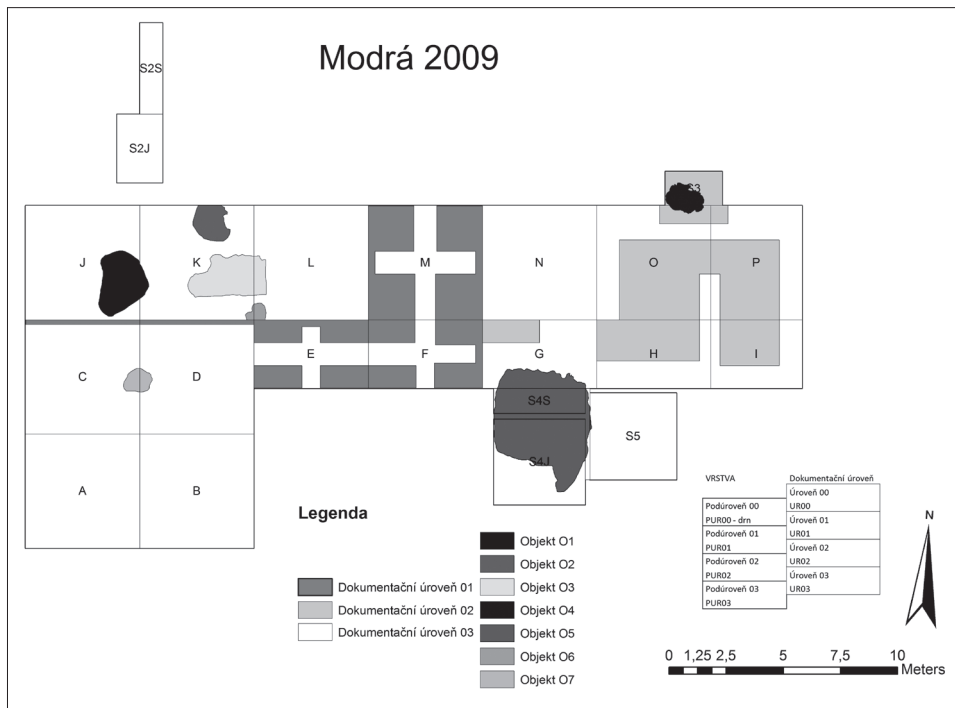 Modrá 2009
S2S
S2J
S3
J
K
L
M
N
O
P
C
D
E
F
G
H
I
S4S
S4J
S5
A
B
Legenda
Dokumentační úroveň 01
Dokumentační úroveň 02
Dokumentační úroveň 03
Objekt O1
Objekt O2
Objekt O3
Objekt O4
Objekt O5
Objekt O6
Objekt O7
VRSTVA Dokumentační úroveň
Úroveň 00
UR00
Podúroveň 00
PUR00 - drn
Úroveň 01
UR01
Podúroveň 01
PUR01
Úroveň 02
UR02
Podúroveň 02
PUR02
Úroveň 03
UR03
Podúroveň 03
PUR03
N
0 1,25 2,5 5 7,5 10
Meters